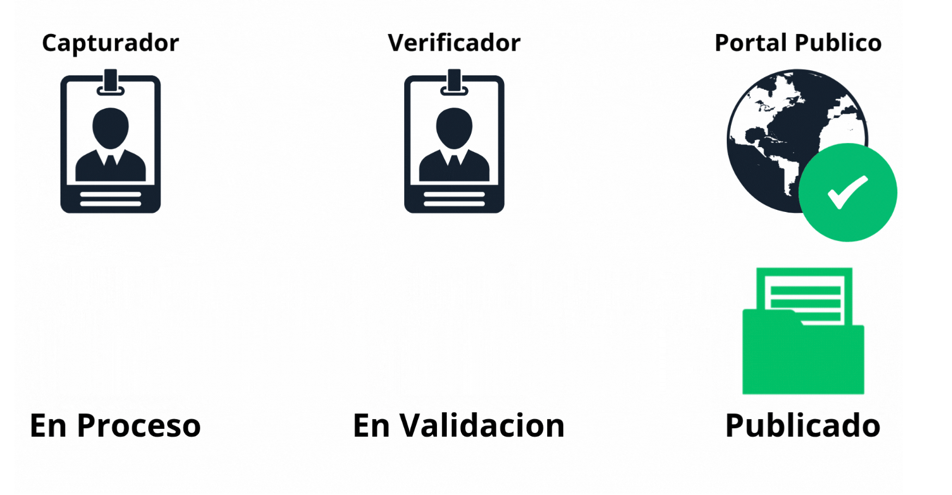 Capturador
Verificador
Portal Publico
En Proceso
En Validacion
Publicado